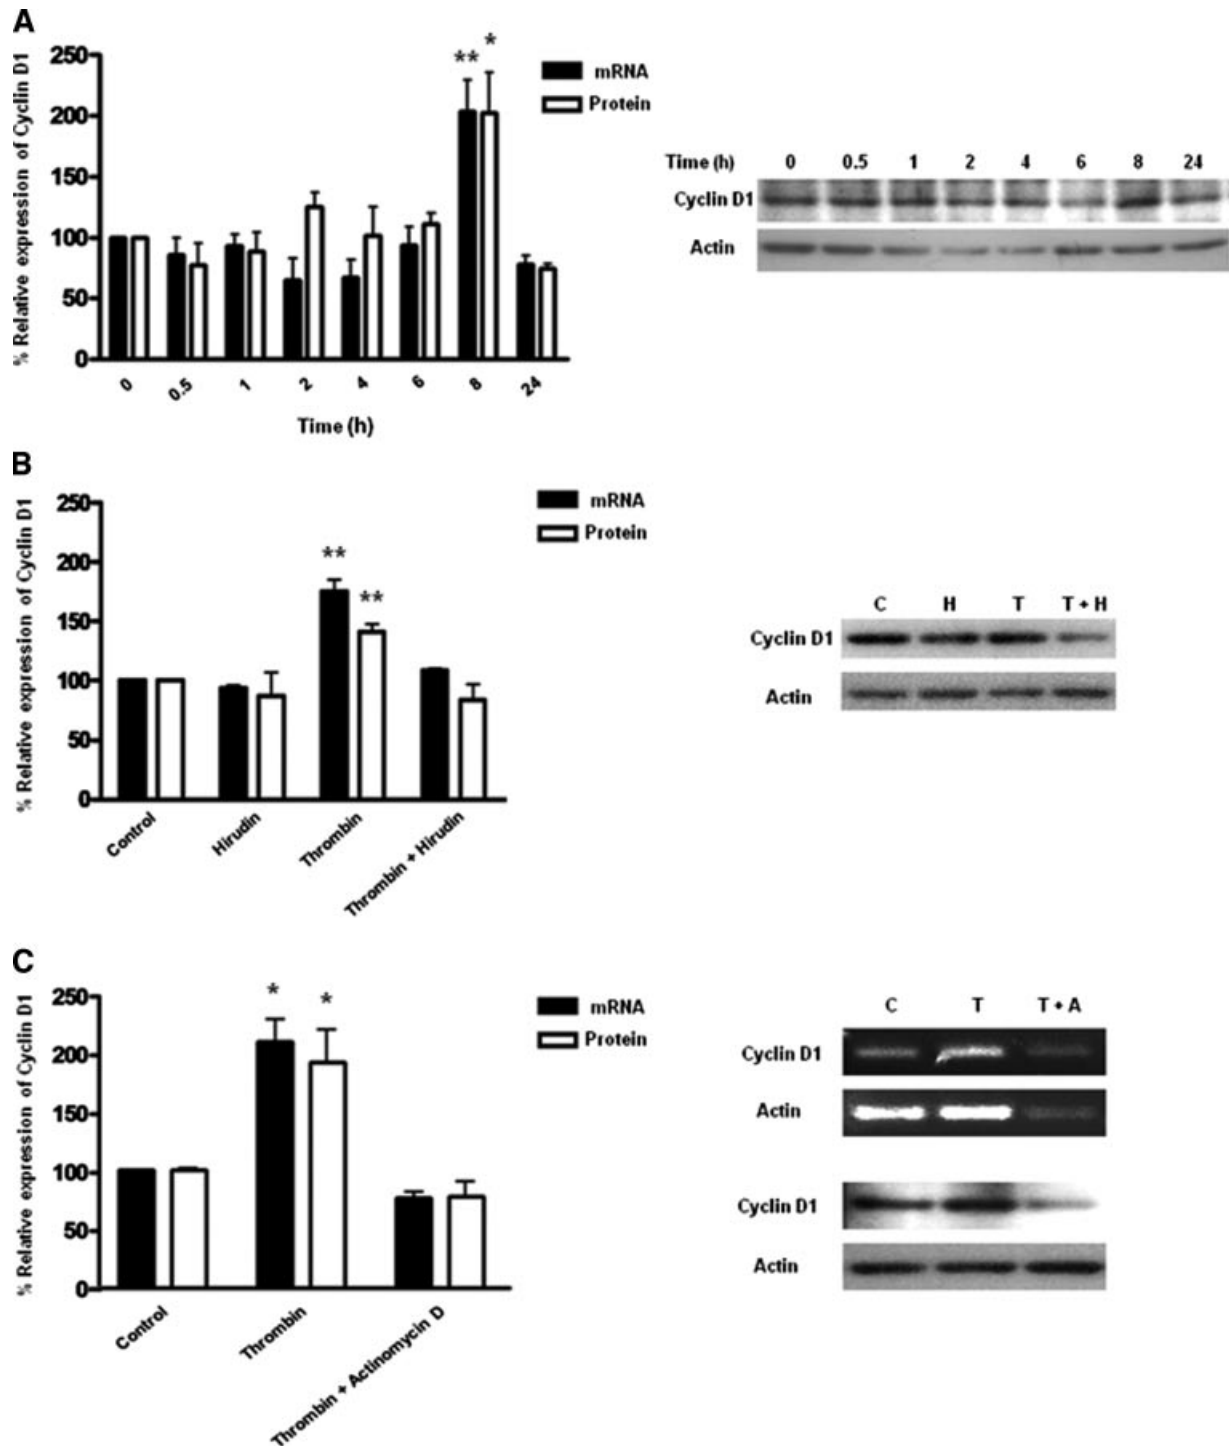 A
% Relative expression of Cyclin D1
250
200
150
100
50
0
** *
mRNA
Protein
0 0.5 1 2 4 6 8 24
Time (h)
Time (h) 0 0.5 1 2 4 6 8 24
Cyclin D1
Actin
B
% Relative expression of Cyclin D1
250
200
150
100
50
0
**
**
mRNA
Protein
Control Hirudin Thrombin Thrombin + Hirudin
C H T T + H
Cyclin D1
Actin
C
% Relative expression of Cyclin D1
250
200
150
100
50
0
* *
mRNA
Protein
Control Thrombin Thrombin + Actinomycin D
C T T + A
Cyclin D1
Actin
Cyclin D1
Actin